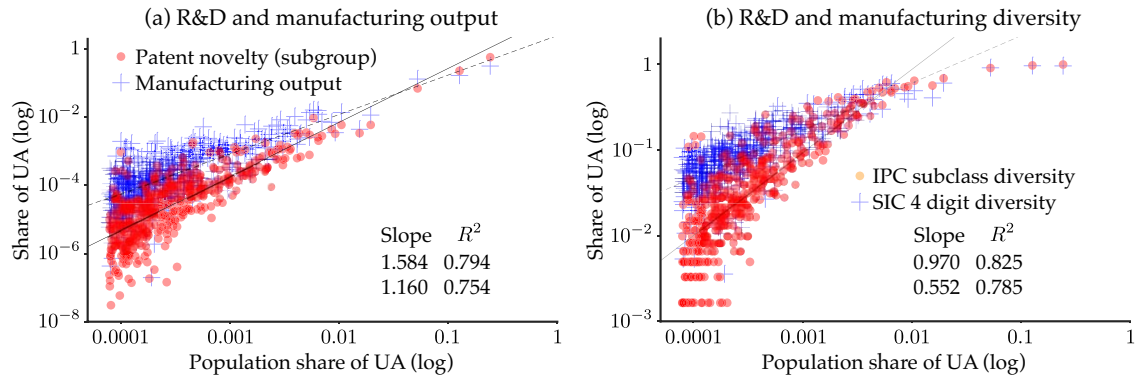 (a) R&D and manufacturing output
1
10⁻²
10⁻⁴
10⁻⁶
10⁻⁸
Share of UA (log)
Patent novelty (subgroup)
Manufacturing output
Slope R²
1.584 0.794
1.160 0.754
0.0001 0.001 0.01 0.1 1
Population share of UA (log)
(b) R&D and manufacturing diversity
1
10⁻¹
10⁻²
10⁻³
Share of UA (log)
IPC subclass diversity
SIC 4 digit diversity
Slope R²
0.970 0.825
0.552 0.785
0.0001 0.001 0.01 0.1 1
Population share of UA (log)